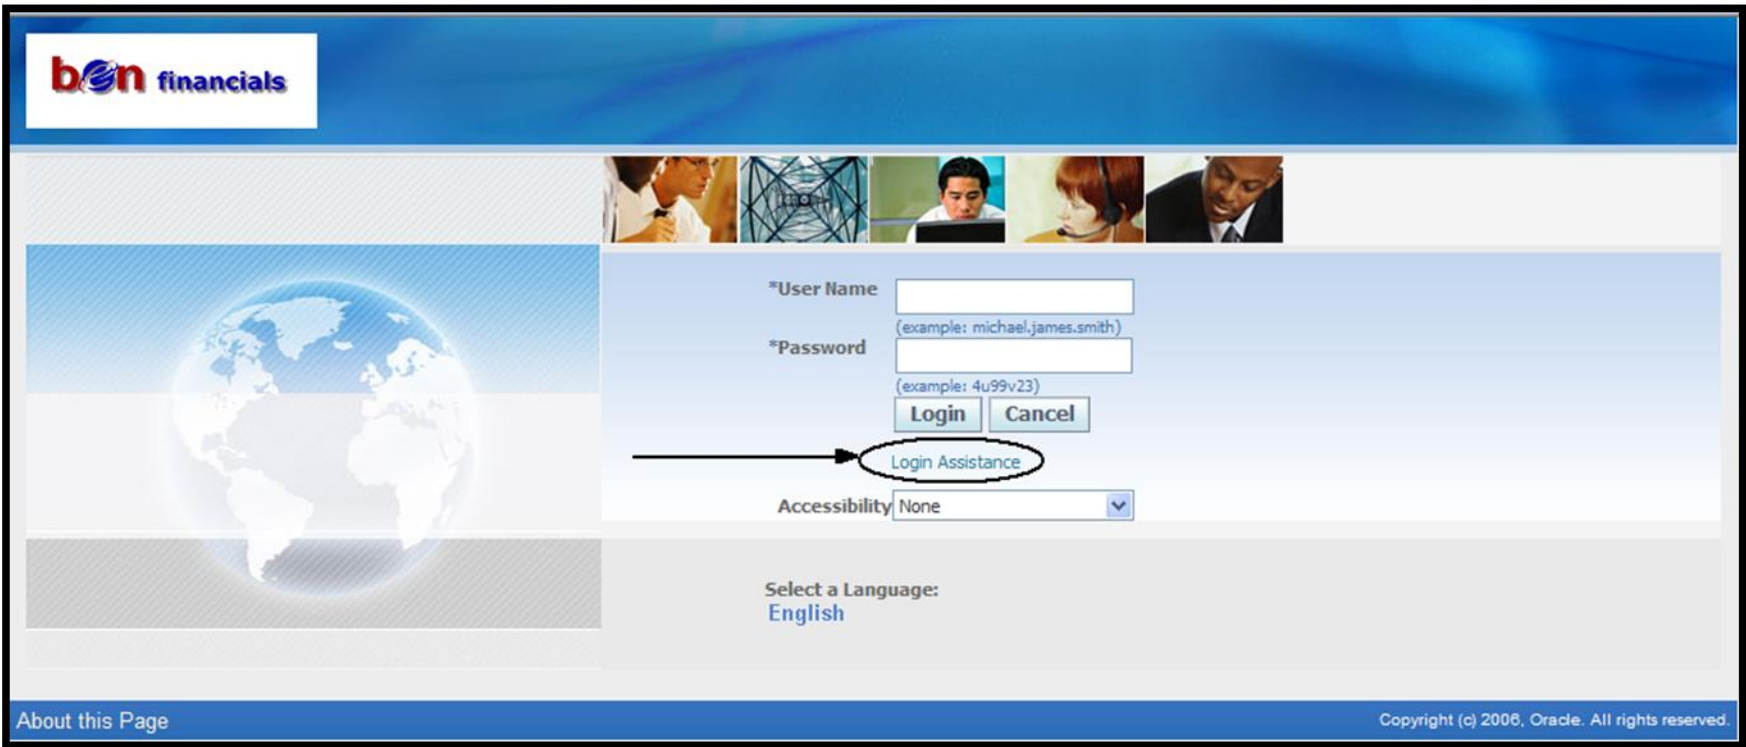 ben financials
*User Name
(example: michael.james.smith)
*Password
(example: 4u99v23)
Login Cancel
Login Assistance
Accessibility None
Select a Language:
English
About this Page
Copyright (c) 2006, Oracle. All rights reserved.